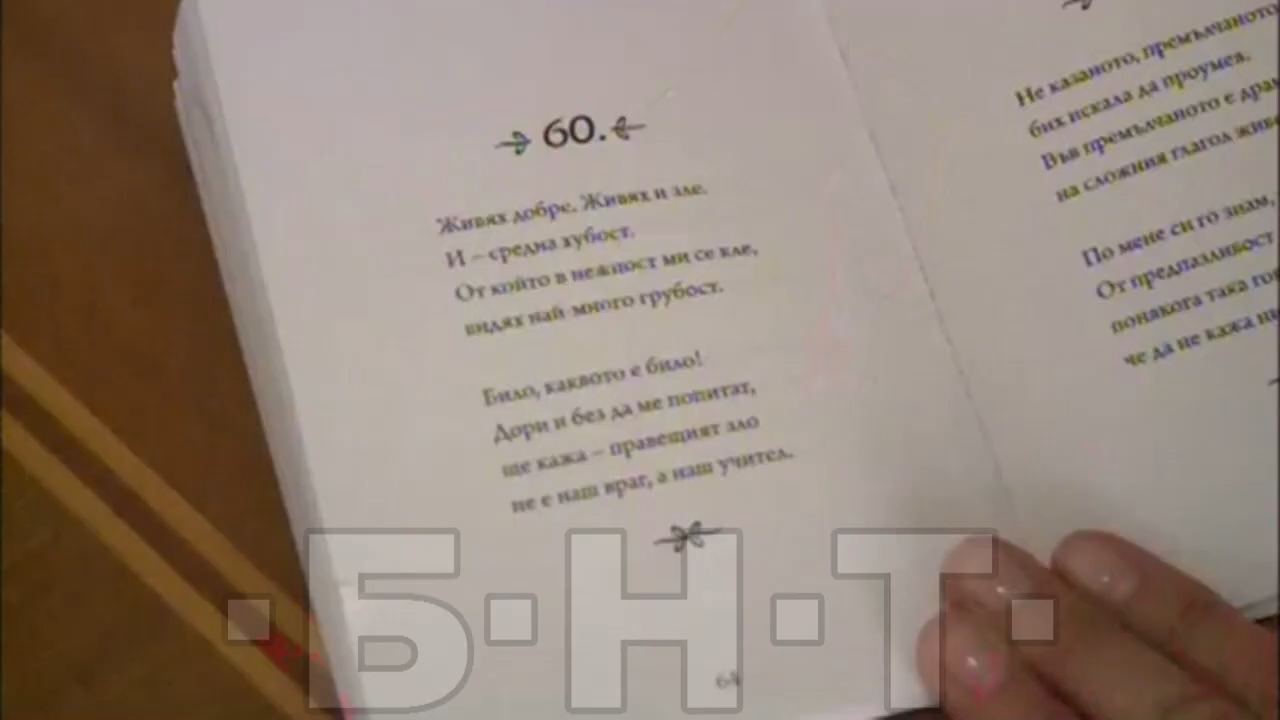 60.
Живях добре. Живях и зле.
И – средна хубост.
От който в нежност ми се кле,
видях най-много грубост.
Било, каквото е било!
Дори и без да ме попитат,
ще кажа – правещият зло
не е наш враг, а наш учител.
64
Не казаното, премълчаното
бих искала да проумея.
Във премълчаното е
на сложния глагол
По мене си го знам,
От предпазливост
понякога така
че да не кажа
·Б·Н·Т·